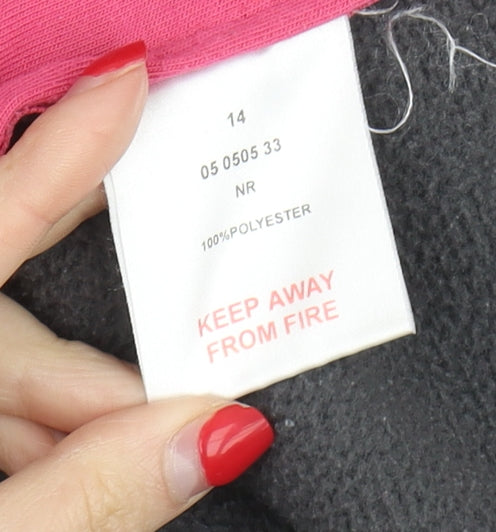 14
05 0505 33
NR
100%POLYESTER
KEEP AWAY
FROM FIRE